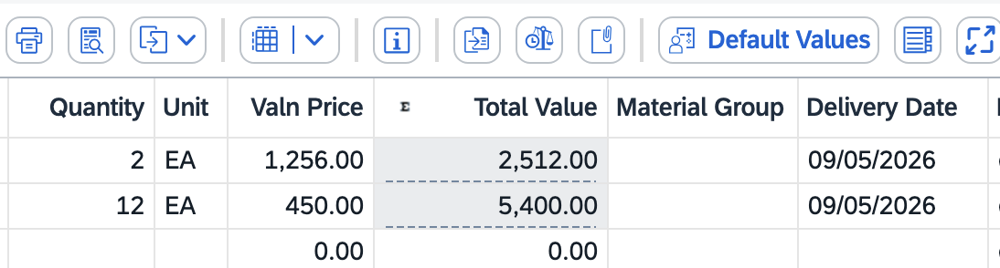 Default Values
Quantity Unit Valn Price Σ Total Value Material Group Delivery Date
2 EA 1,256.00 2,512.00 09/05/2026
12 EA 450.00 5,400.00 09/05/2026
0.00 0.00